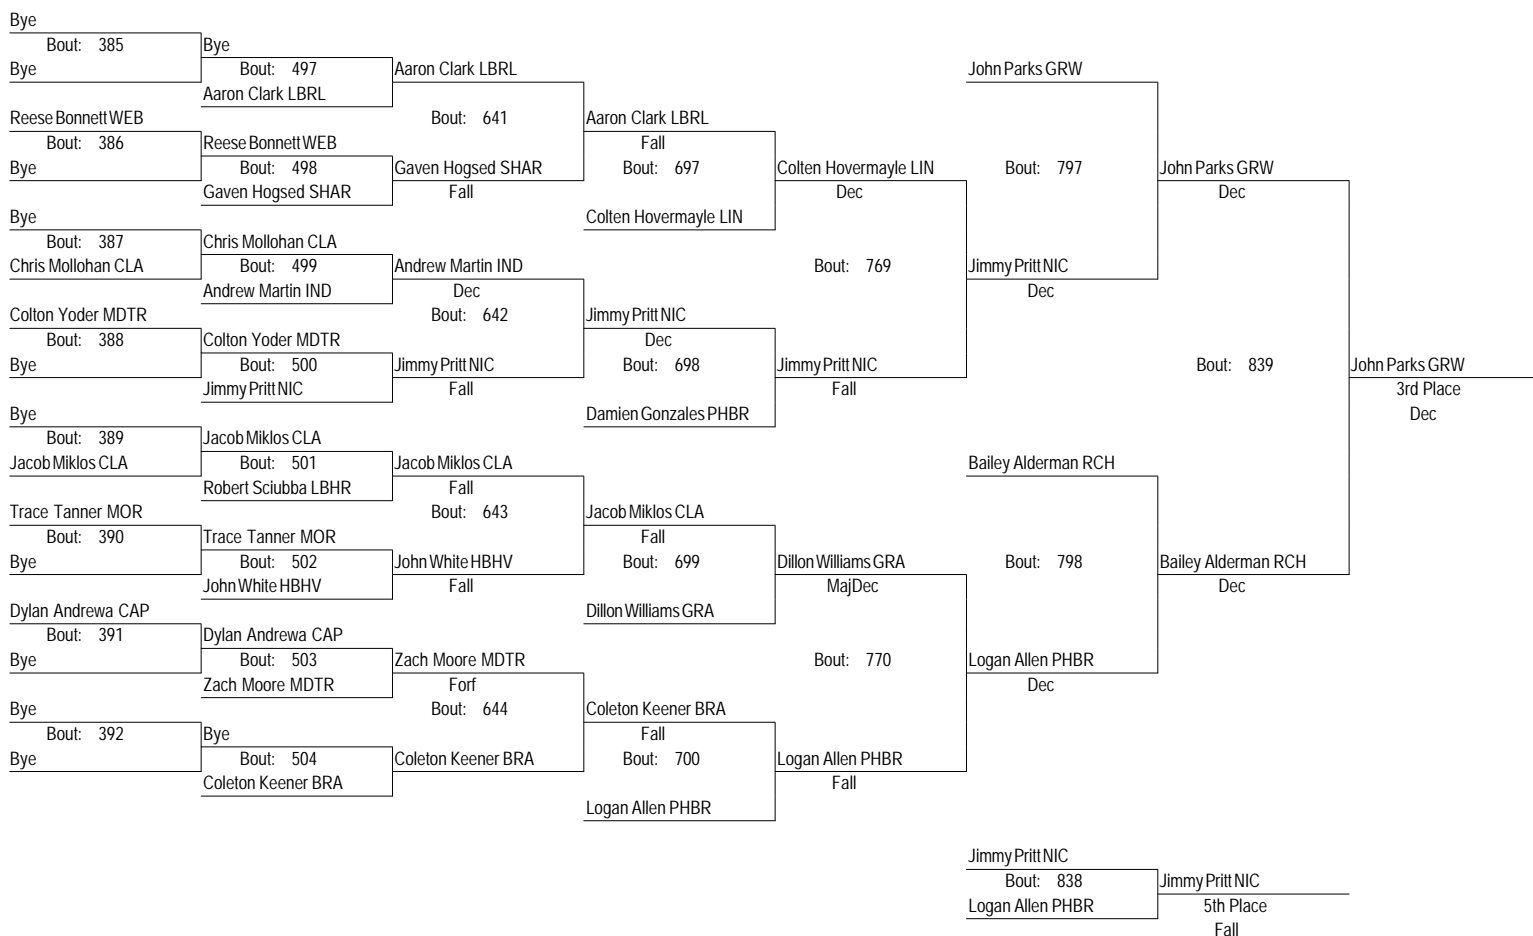 Bye
Bout: 385
Bye
Bye
Bout: 497
Aaron Clark LBRL
Aaron Clark LBRL
Reese Bonnett WEB
Bout: 386
Bye
Reese Bonnett WEB
Bout: 498
Gaven Hogsed SHAR
Bout: 641
Gaven Hogsed SHAR
Fall
Aaron Clark LBRL
Fall
Bout: 697
Colten Hovermayle LIN
Colten Hovermayle LIN
Dec
Bye
Bout: 387
Chris Mollohan CLA
Chris Mollohan CLA
Bout: 499
Andrew Martin IND
Andrew Martin IND
Dec
Bout: 642
Colton Yoder MDTR
Bout: 388
Bye
Colton Yoder MDTR
Bout: 500
Jimmy Pritt NIC
Jimmy Pritt NIC
Fall
Jimmy Pritt NIC
Dec
Bout: 698
Damien Gonzales PHBR
Jimmy Pritt NIC
Fall
Bout: 769
Jimmy Pritt NIC
Dec
John Parks GRW
Bout: 797
John Parks GRW
Dec
Bout: 839
John Parks GRW
3rd Place
Dec
Bye
Bout: 389
Jacob Miklos CLA
Jacob Miklos CLA
Bout: 501
Robert Sciubba LBHR
Jacob Miklos CLA
Fall
Bout: 643
Trace Tanner MOR
Bout: 390
Bye
Trace Tanner MOR
Bout: 502
John White HBHV
John White HBHV
Fall
Jacob Miklos CLA
Fall
Bout: 699
Dillon Williams GRA
Dillon Williams GRA
MajDec
Dylan Andrewa CAP
Bout: 391
Bye
Dylan Andrewa CAP
Bout: 503
Zach Moore MDTR
Zach Moore MDTR
Forf
Bout: 644
Bye
Bout: 392
Bye
Bye
Bout: 504
Coleton Keener BRA
Coleton Keener BRA
Coleton Keener BRA
Fall
Bout: 700
Logan Allen PHBR
Logan Allen PHBR
Fall
Bout: 770
Logan Allen PHBR
Dec
Bailey Alderman RCH
Bout: 798
Bailey Alderman RCH
Dec
Jimmy Pritt NIC
Bout: 838
Logan Allen PHBR
Jimmy Pritt NIC
5th Place
Fall